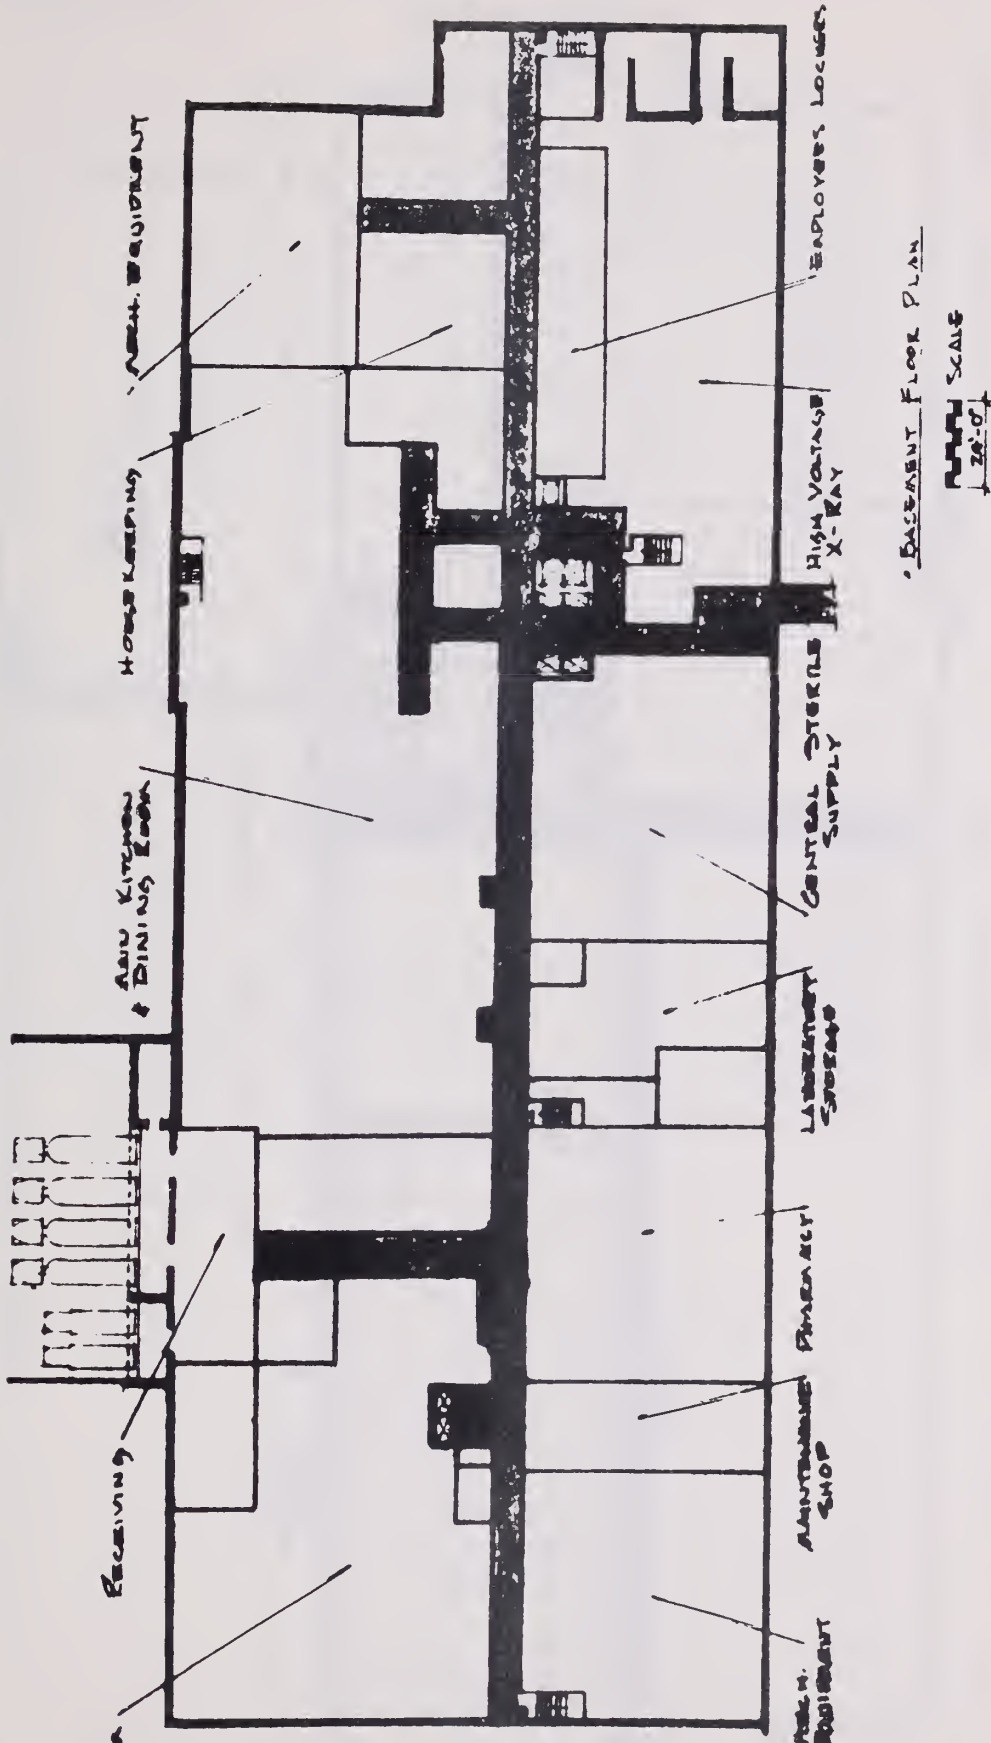 MECH. EQUIPMENT
HOUSEKEEPING
MAIN KITCHEN
& DINING ROOM
RECEIVING
R
EMPLOYEES LOCKERS
HIGH VOLTAGE
X-RAY
CENTRAL STERILE
SUPPLY
LABORATORY
STORAGE
PHARMACY
MAINTENANCE
SHOP
MECH.
EQUIPMENT
• BASEMENT FLOOR PLAN
SCALE
20'-0"